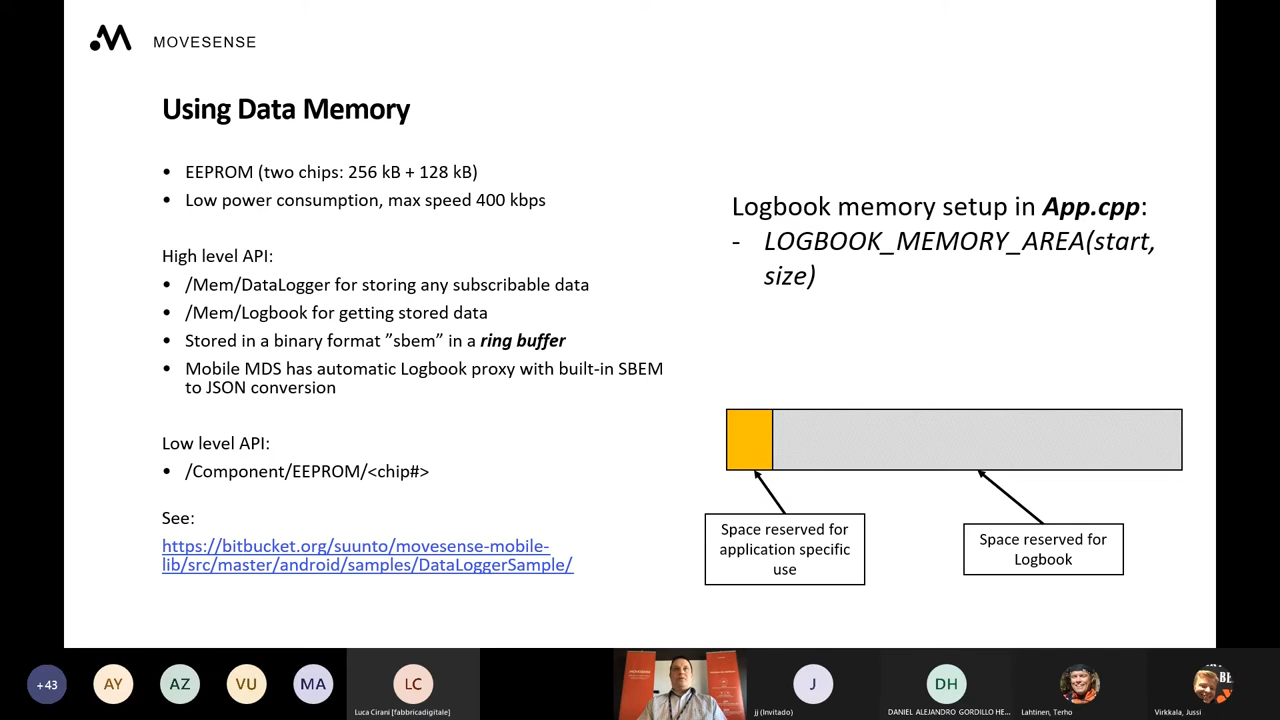 MOVESENSE
Using Data Memory
• EEPROM (two chips: 256 kB + 128 kB)
• Low power consumption, max speed 400 kbps
High level API:
• /Mem/DataLogger for storing any subscribable data
• /Mem/Logbook for getting stored data
• Stored in a binary format ”sbem” in a ring buffer
• Mobile MDS has automatic Logbook proxy with built-in SBEM
to JSON conversion
Low level API:
• /Component/EEPROM/<chip#>
See:
https://bitbucket.org/suunto/movesense-mobile-
lib/src/master/android/samples/DataLoggerSample/
Logbook memory setup in App.cpp:
- LOGBOOK_MEMORY_AREA(start,
size)
Space reserved for
application specific
use
Space reserved for
Logbook
+43
AY
AZ
VU
MA
LC
Luca Cirani [fabbricadigitale]
J
jj (Invitado)
DH
DANIEL ALEJANDRO GORDILLO HE...
Lahtinen, Terho
Virkkala, Jussi